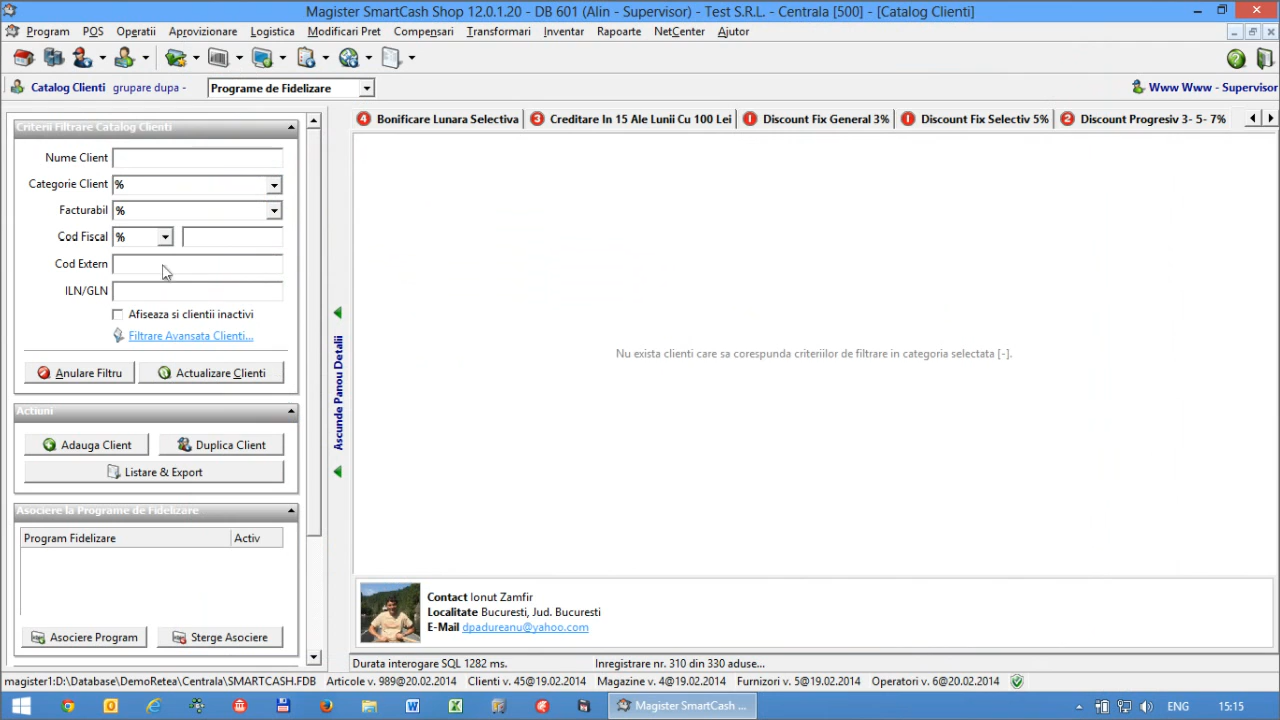 Magister SmartCash Shop 12.0.1.20 - DB 601 (Alin - Supervisor) - Test S.R.L. - Centrala [500] - [Catalog Clienti]
Program POS Operatii Aprovizionare Logistica Modificari Pret Compensari Transformari Inventar Rapoarte NetCenter Ajutor
Catalog Clienti grupare dupa - Programe de Fidelizare Www Www - Supervisor
Criterii Filtrare Catalog Clienti
4 Bonificare Lunara Selectiva 3 Creditare In 15 Ale Lunii Cu 100 Lei 1 Discount Fix General 3% 1 Discount Fix Selectiv 5% 2 Discount Progresiv 3- 5- 7%
Nume Client
Categorie Client %
Facturabil %
Cod Fiscal %
Cod Extern
ILN/GLN
Afiseaza si clientii inactivi
Filtrare Avansata Clienti...
Anulare Filtru Actualizare Clienti
Ascunde Panou Detalii
Nu exista clienti care sa corespunda criteriilor de filtrare in categoria selectata [-].
Actiuni
Adauga Client Duplica Client
Listare & Export
Asociere la Programe de Fidelizare
Program Fidelizare Activ
Asociere Program Sterge Asociere
Contact Ionut Zamfir
Localitate Bucuresti, Jud. Bucuresti
E-Mail dpadureanu@yahoo.com
Durata interogare SQL 1282 ms. Inregistrare nr. 310 din 330 aduse...
magister1:D:\Database\DemoRetea\Centrala\SMARTCASH.FDB Articole v. 989@20.02.2014 Clienti v. 45@19.02.2014 Magazine v. 4@19.02.2014 Furnizori v. 5@19.02.2014 Operatori v. 6@20.02.2014
Magister SmartCash ... ENG 15:15